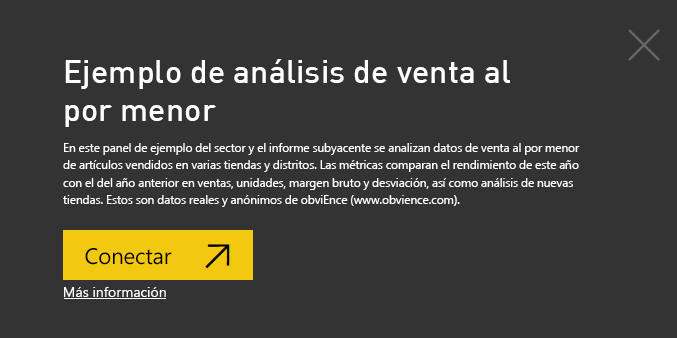 Ejemplo de análisis de venta al
por menor
En este panel de ejemplo del sector y el informe subyacente se analizan datos de venta al por menor
de artículos vendidos en varias tiendas y distritos. Las métricas comparan el rendimiento de este año
con el del año anterior en ventas, unidades, margen bruto y desviación, así como análisis de nuevas
tiendas. Estos son datos reales y anónimos de obviEnce (www.obvience.com).
Conectar
Más información